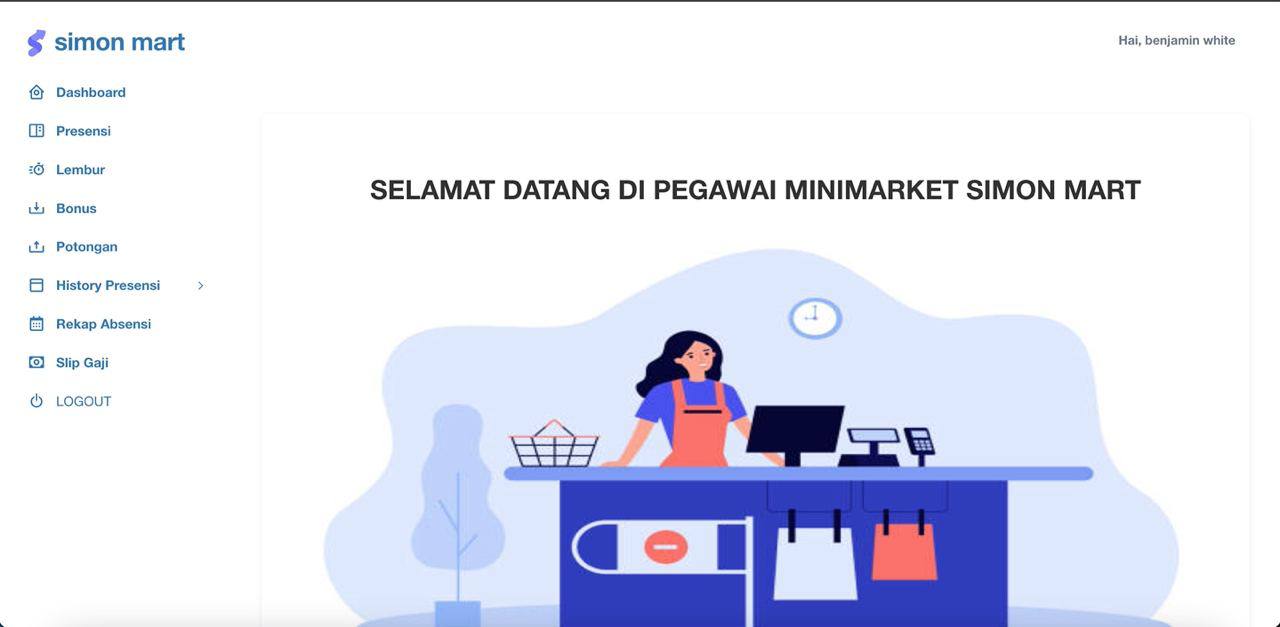 simon mart
Hai, benjamin white
Dashboard
Presensi
Lembur
Bonus
Potongan
History Presensi
Rekap Absensi
Slip Gaji
LOGOUT
SELAMAT DATANG DI PEGAWAI MINIMARKET SIMON MART